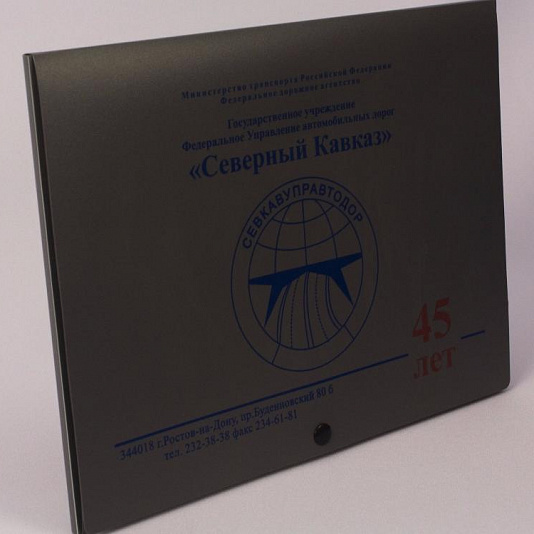 Министерство транспорта Российской Федерации
Федеральное дорожное агентство
Государственное учреждение
Федеральное Управление автомобильных дорог
«Северный Кавказ»
СЕВКАВУПРАВТОДОР
45
лет
344018 г.Ростов-на-Дону, пр.Буденновский 80 б
тел. 232-38-38 факс 234-61-81